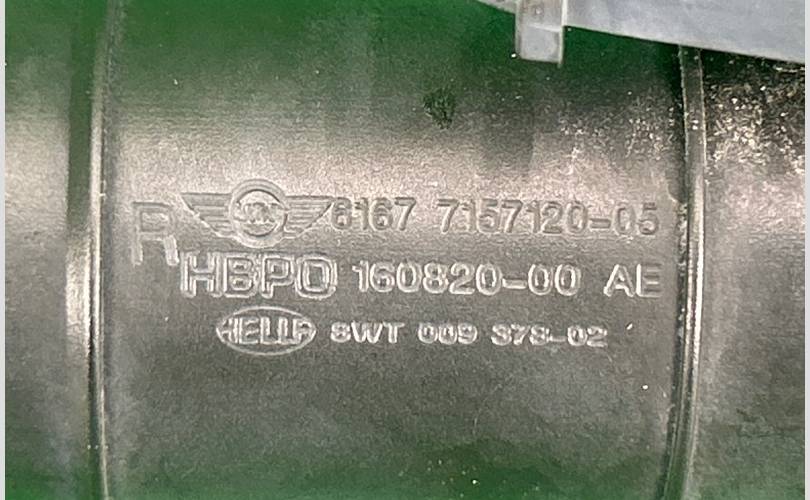 R 6167 7157120-05
HBPO 160820-00 AE
HELLA 8WT 009 378-02